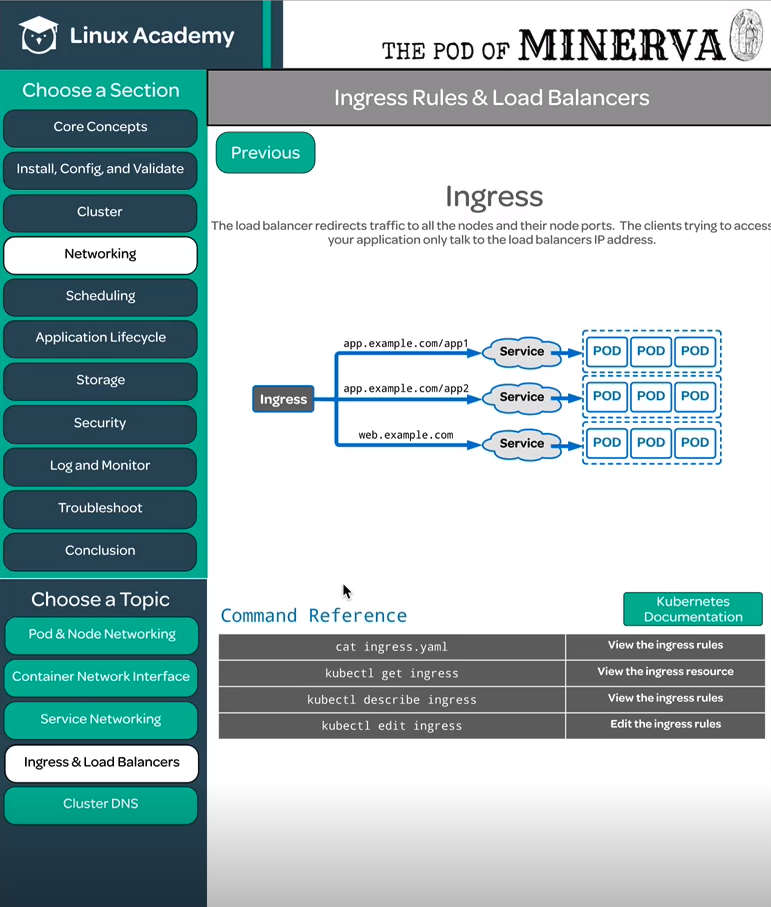 Linux Academy
THE POD OF MINERVA
Choose a Section
Core Concepts
Install, Config, and Validate
Cluster
Networking
Scheduling
Application Lifecycle
Storage
Security
Log and Monitor
Troubleshoot
Conclusion
Choose a Topic
Pod & Node Networking
Container Network Interface
Service Networking
Ingress & Load Balancers
Cluster DNS
Ingress Rules & Load Balancers
Previous
Ingress
The load balancer redirects traffic to all the nodes and their node ports. The clients trying to access
your application only talk to the load balancers IP address.
Ingress
app.example.com/app1
Service
POD POD POD
app.example.com/app2
Service
POD POD POD
web.example.com
Service
POD POD POD
Command Reference
Kubernetes
Documentation
cat ingress.yaml View the ingress rules
kubectl get ingress View the ingress resource
kubectl describe ingress View the ingress rules
kubectl edit ingress Edit the ingress rules